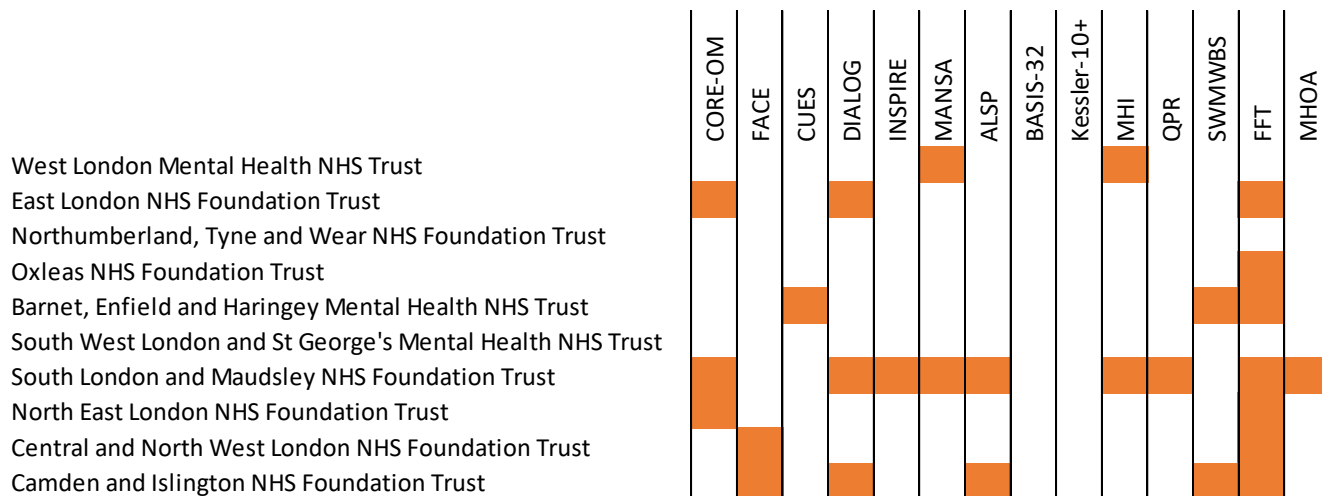 CORE-OM
FACE
CUES
DIALOG
INSPIRE
MANSA
ALSP
BASIS-32
Kessler-10+
MHI
QPR
SWMWBS
FFT
MHOA
West London Mental Health NHS Trust
East London NHS Foundation Trust
Northumberland, Tyne and Wear NHS Foundation Trust
Oxleas NHS Foundation Trust
Barnet, Enfield and Haringey Mental Health NHS Trust
South West London and St George's Mental Health NHS Trust
South London and Maudsley NHS Foundation Trust
North East London NHS Foundation Trust
Central and North West London NHS Foundation Trust
Camden and Islington NHS Foundation Trust